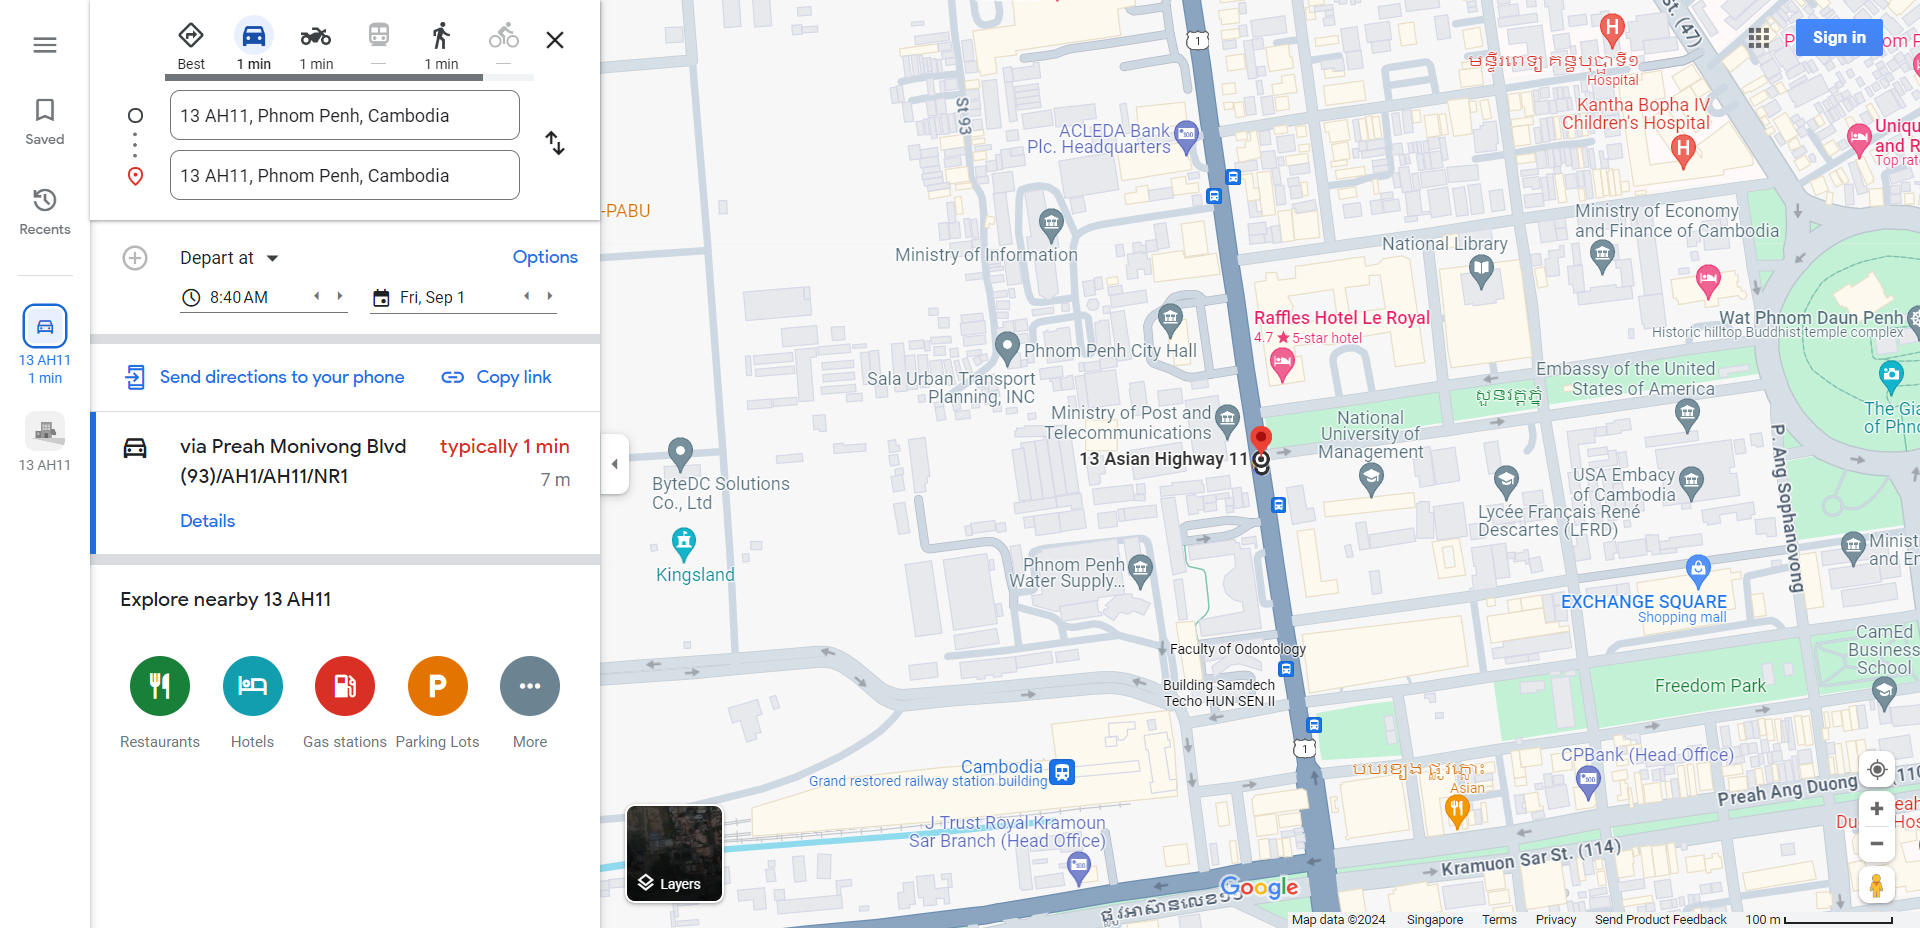 Best
1 min
1 min
1 min
13 AH11, Phnom Penh, Cambodia
13 AH11, Phnom Penh, Cambodia
Saved
Recents
13 AH11
1 min
13 AH11
Depart at
Options
8:40 AM
Fri, Sep 1
Send directions to your phone
Copy link
via Preah Monivong Blvd
(93)/AH1/AH11/NR1
typically 1 min
7 m
Details
Explore nearby 13 AH11
Restaurants
Hotels
Gas stations
Parking Lots
P
More
Layers
Sign in
1
St. (47)
St 93
មន្ទីរពេទ្យ គន្ធបុប្ផាទី១
Hospital
H
Kantha Bopha IV
Children's Hospital
H
Uniqu
and R
Top rat
ACLEDA Bank
Plc. Headquarters
-PABU
Ministry of Information
National Library
Ministry of Economy
and Finance of Cambodia
Raffles Hotel Le Royal
4.7 ★ 5-star hotel
Wat Phnom Daun Penh
Historic hilltop Buddhist temple complex
Phnom Penh City Hall
Sala Urban Transport
Planning, INC
Embassy of the United
States of America
សួនវត្តភ្នំ
The Gia
of Phno
Ministry of Post and
Telecommunications
National
University of
Management
13 Asian Highway 11
ByteDC Solutions
Co., Ltd
USA Embacy
of Cambodia
Lycée Français René
Descartes (LFRD)
P. Ang Sophanovong
Kingsland
Phnom Penh
Water Supply...
Minist
and En
EXCHANGE SQUARE
Shopping mall
Faculty of Odontology
CamEd
Business
School
Building Samdech
Techo HUN SEN II
Freedom Park
1
Cambodia
Grand restored railway station building
CPBank (Head Office)
Asian
Preah Ang Duong
J Trust Royal Kramoun
Sar Branch (Head Office)
Kramuon Sar St. (114)
Google
Map data ©2024
Singapore
Terms
Privacy
Send Product Feedback
100 m